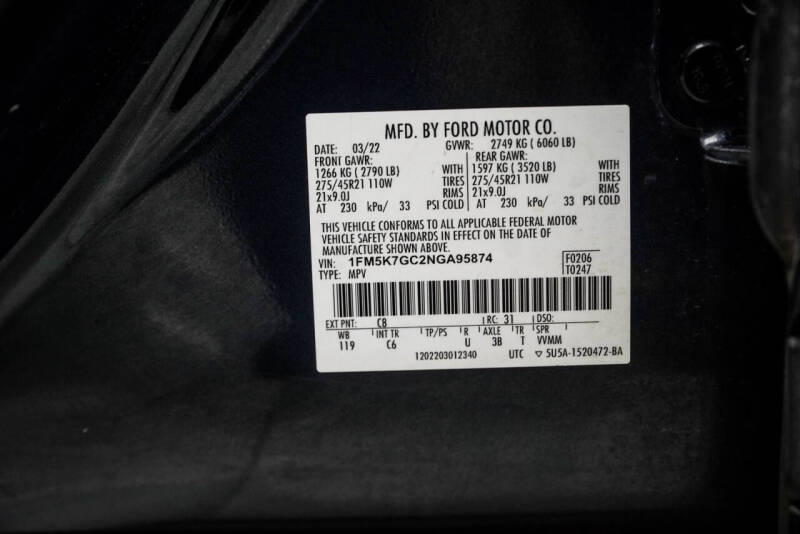 MFD. BY FORD MOTOR CO.
DATE: 03/22 GVWR: 2749 KG (6060 LB)
FRONT GAWR: REAR GAWR:
1266 KG (2790 LB) WITH 1597 KG (3520 LB) WITH
275/45R21 110W TIRES 275/45R21 110W TIRES
21x9.0J RIMS 21x9.0J RIMS
AT 230 kPa/ 33 PSI COLD AT 230 kPa/ 33 PSI COLD
THIS VEHICLE CONFORMS TO ALL APPLICABLE FEDERAL MOTOR
VEHICLE SAFETY STANDARDS IN EFFECT ON THE DATE OF
MANUFACTURE SHOWN ABOVE.
VIN: 1FM5K7GC2NGA95874 F0206
TYPE: MPV T0247
EXT PNT: C8 RC: 31 DSO:
WB INT TR TP/PS R AXLE TR SPR
119 C6 U 3B T VVMM
1202203012340 UTC ▽ 5U5A-1520472-BA